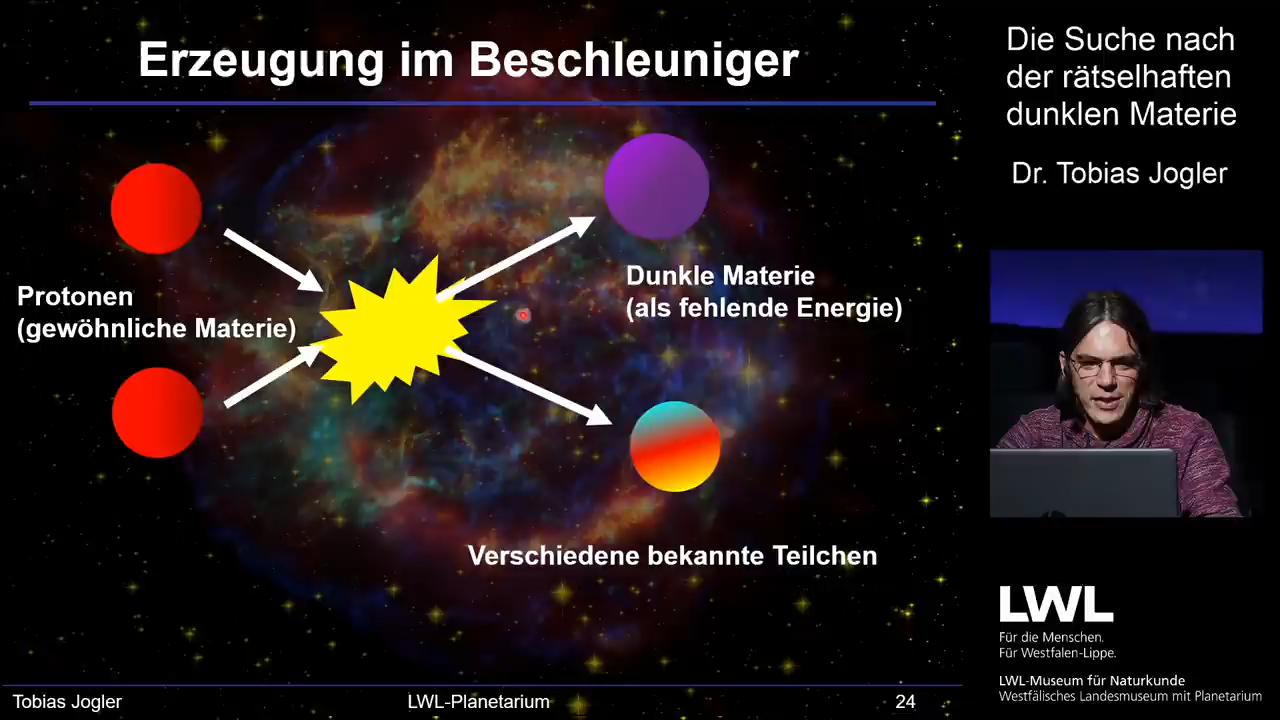 Erzeugung im Beschleuniger
Protonen
(gewöhnliche Materie)
Dunkle Materie
(als fehlende Energie)
Verschiedene bekannte Teilchen
Tobias Jogler
LWL-Planetarium
24
Die Suche nach
der rätselhaften
dunklen Materie
Dr. Tobias Jogler
LWL
Für die Menschen.
Für Westfalen-Lippe.
LWL-Museum für Naturkunde
Westfälisches Landesmuseum mit Planetarium